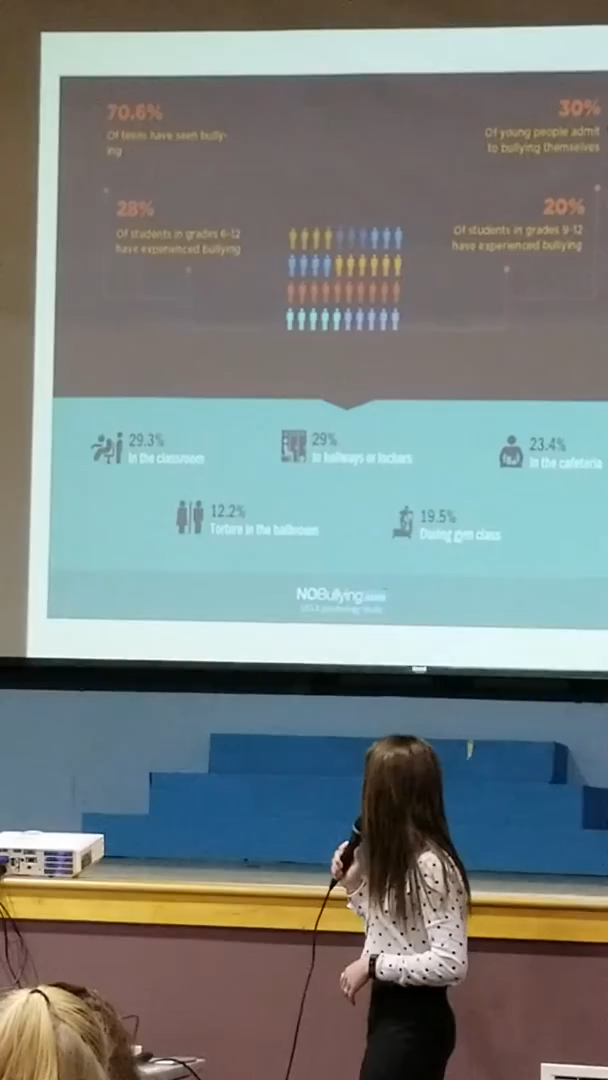 70.6%
Of teens have seen bully-
ing
30%
Of young people admit
to bullying themselves
28%
Of students in grades 6-12
have experienced bullying
20%
Of students in grades 9-12
have experienced bullying
29.3%
In the classroom
29%
In hallways or lockers
23.4%
In the cafeteria
12.2%
Torture in the bathroom
19.5%
During gym class
NOBullying